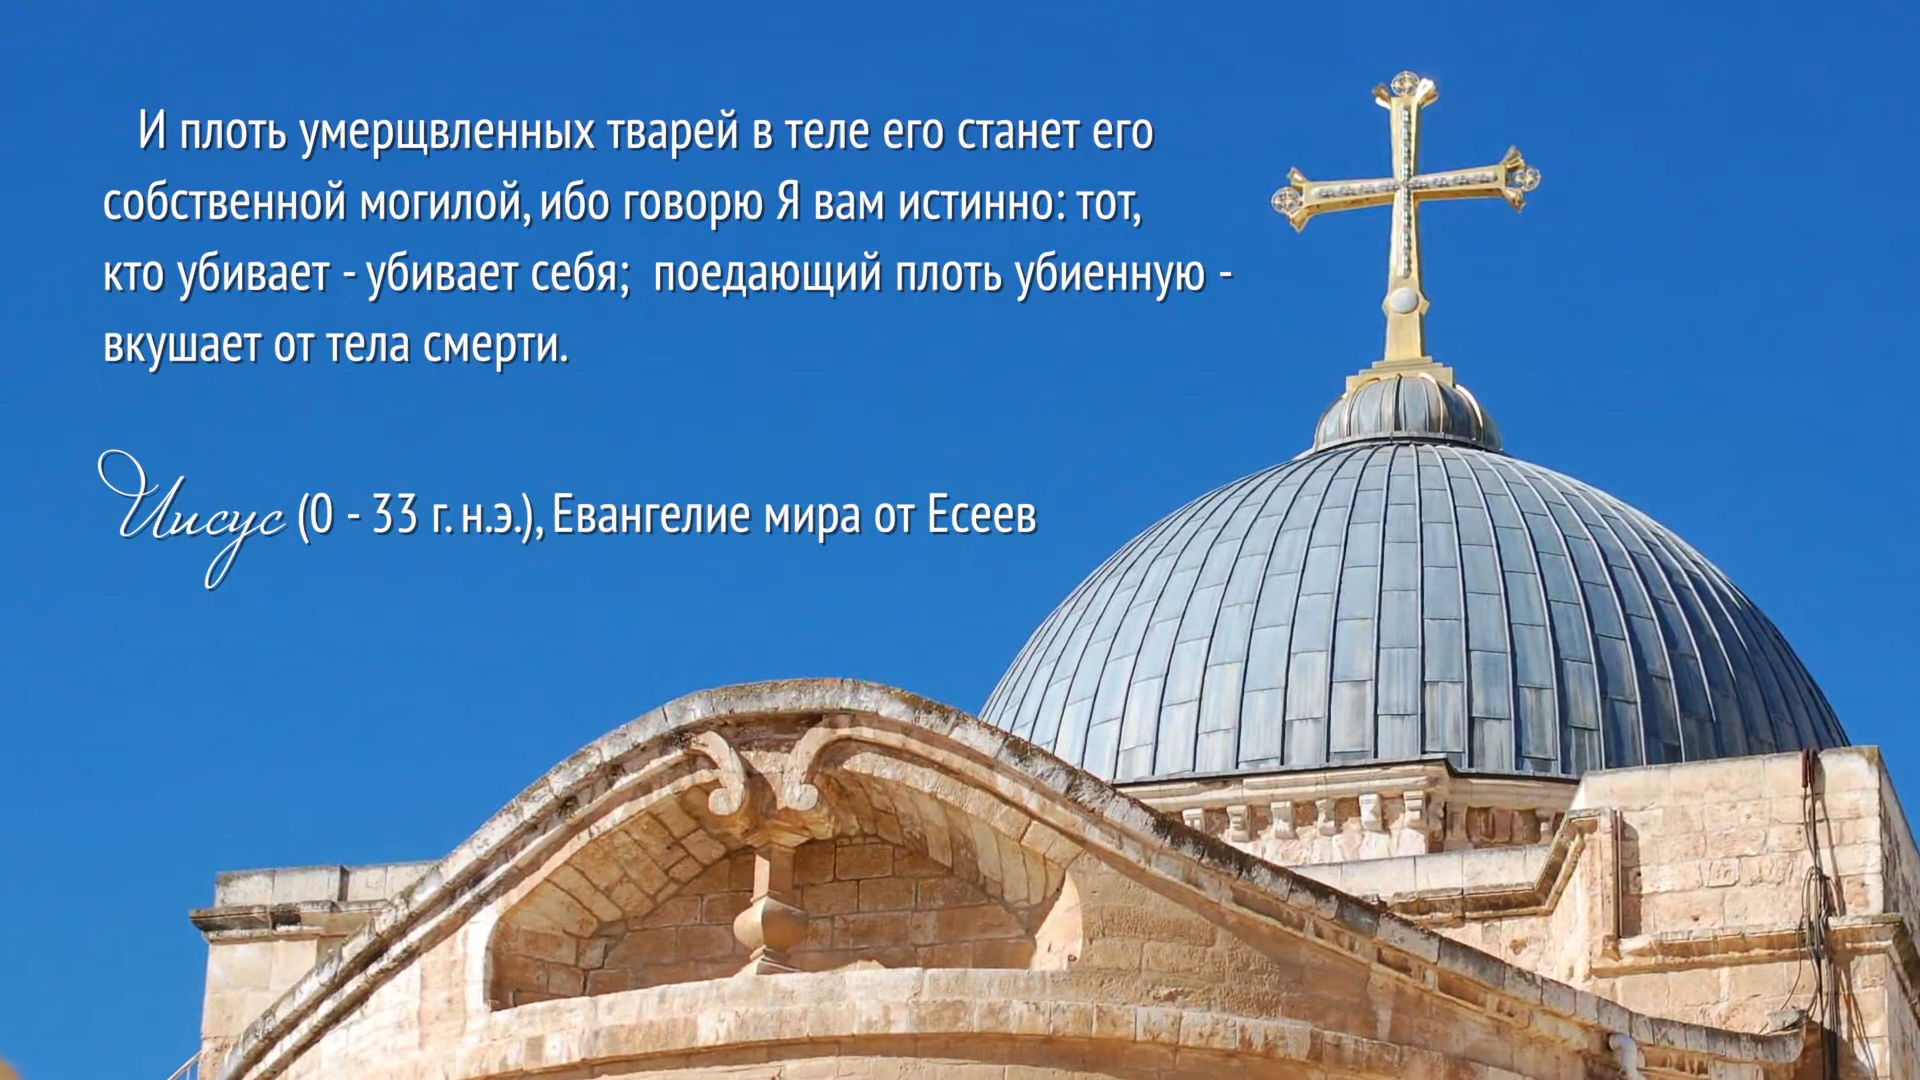 И плоть умерщвленных тварей в теле его станет его
собственной могилой, ибо говорю Я вам истинно: тот,
кто убивает - убивает себя;  поедающий плоть убиенную -
вкушает от тела смерти.
Иисус (0 - 33 г. н.э.), Евангелие мира от Есеев